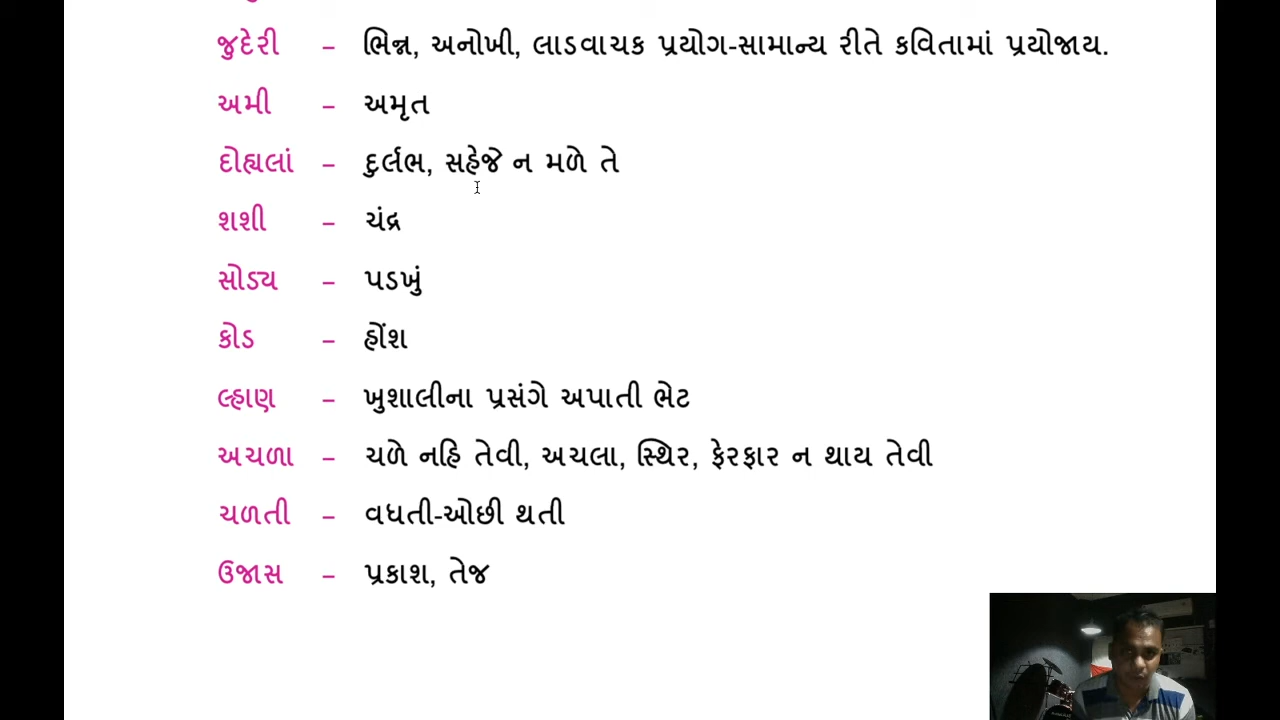 જુદેરી – ભિન્ન, અનોખી, લાડવાચક પ્રયોગ-સામાન્ય રીતે કવિતામાં પ્રયોજાય.
અમી – અમૃત
દોહ્યલાં – દુર્લભ, સહેજે ન મળે તે
શશી – ચંદ્ર
સોડ્ય – પડખું
કોડ – હોંશ
લ્હાણ – ખુશાલીના પ્રસંગે અપાતી ભેટ
અચળા – ચળે નહિ તેવી, અચલા, સ્થિર, ફેરફાર ન થાય તેવી
ચળતી – વધતી-ઓછી થતી
ઉજાસ – પ્રકાશ, તેજ